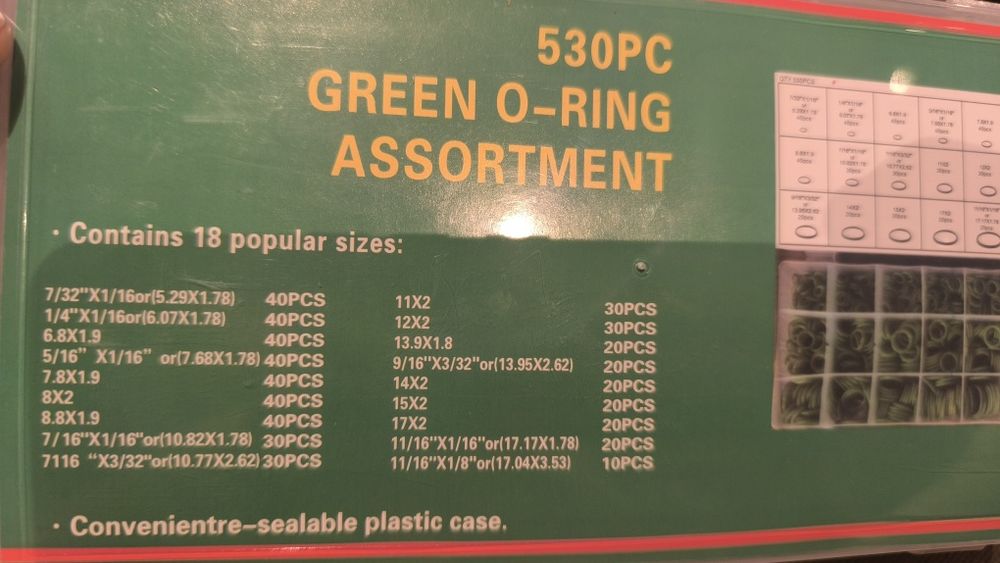 530PC
GREEN O-RING
ASSORTMENT
· Contains 18 popular sizes:
7/32"X1/16or(5.29X1.78) 40PCS
1/4"X1/16or(6.07X1.78) 40PCS
6.8X1.9 40PCS
5/16" X1/16" or(7.68X1.78) 40PCS
7.8X1.9 40PCS
8X2 40PCS
8.8X1.9 40PCS
7/16"X1/16"or(10.82X1.78) 30PCS
7116 "X3/32"or(10.77X2.62) 30PCS
11X2 30PCS
12X2 30PCS
13.9X1.8 20PCS
9/16"X3/32"or(13.95X2.62) 20PCS
14X2 20PCS
15X2 20PCS
17X2 20PCS
11/16"X1/16"or(17.17X1.78) 20PCS
11/16"X1/8"or(17.04X3.53) 10PCS
· Convenientre-sealable plastic case.